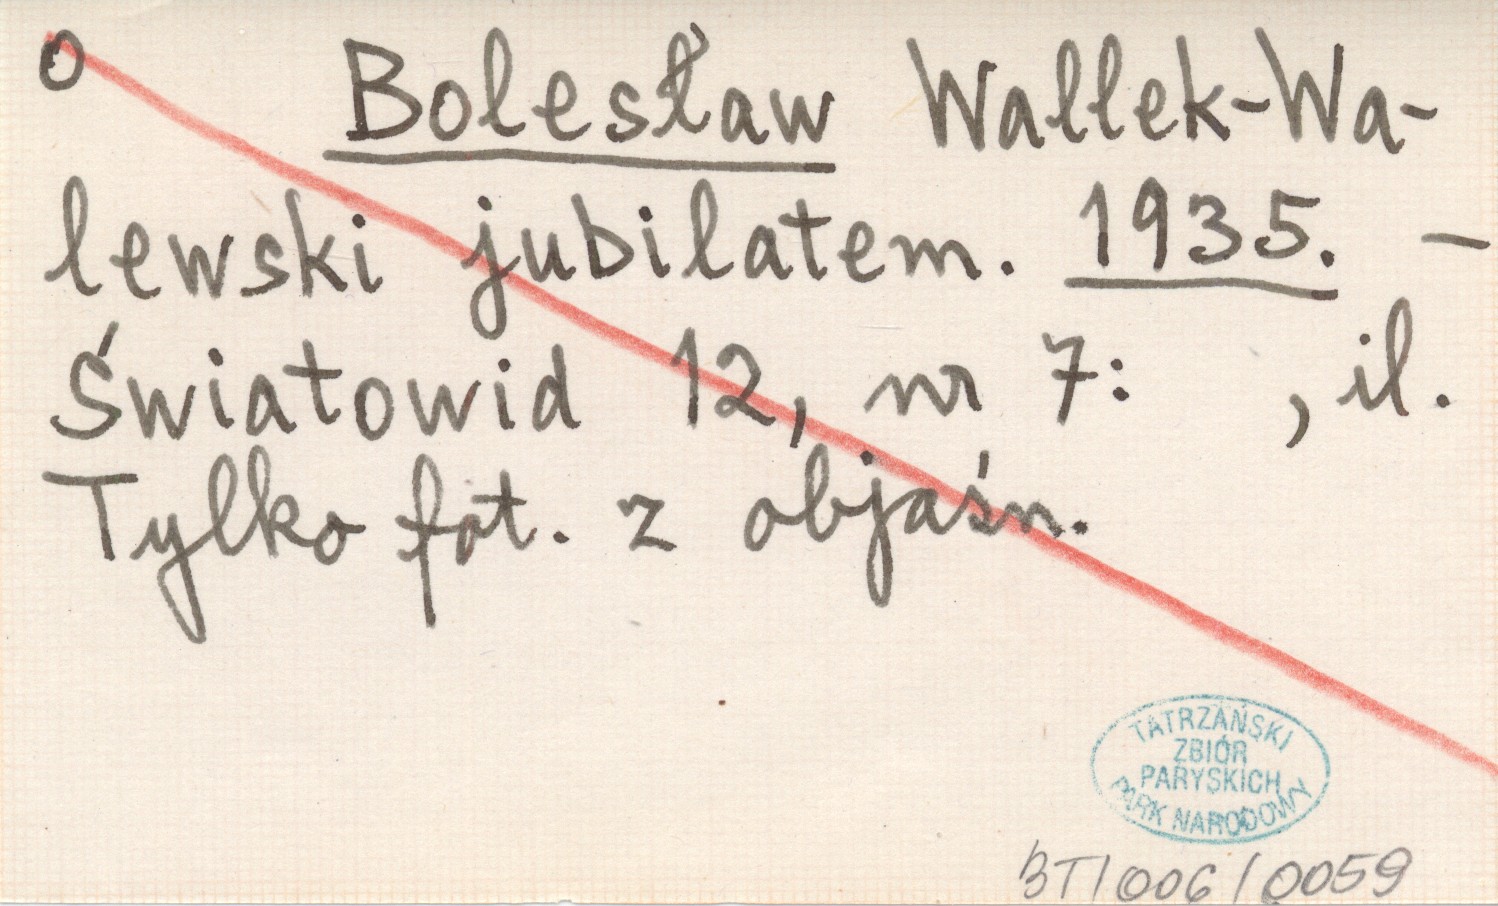 o Bolesław Wallek-Wa-
lewski jubilatem. 1935. –
Światowid 12, nr 7: , il.
Tylko fot. z objaśn.
TATRZAŃSKI
ZBIÓR
PARYSKICH
PARK NARODOWY
BT/006/0059